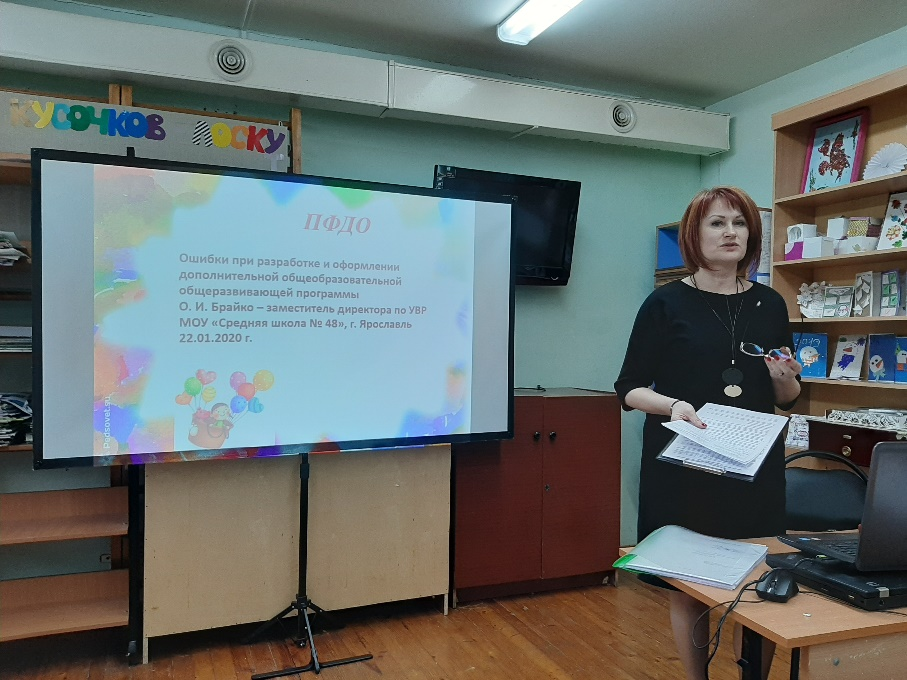 КУСОЧКОВ ЛОСКУ
ПФДО
Ошибки при разработке и оформлении
дополнительной общеобразовательной
общеразвивающей программы
О. И. Брайко – заместитель директора по УВР
МОУ «Средняя школа № 48», г. Ярославль
22.01.2020 г.
Pedsovet.su